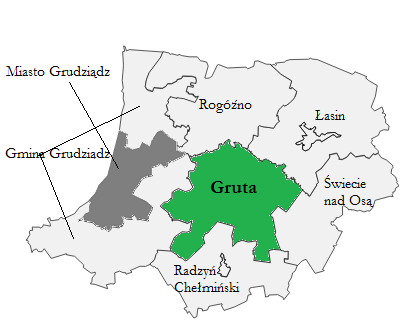 Miasto Grudziądz
Rogóźno
Łasin
Gmina Grudziądz
Gruta
Świecie
nad Osą
Radzyń
Chełmiński